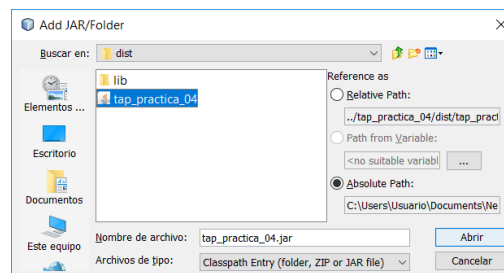 Add JAR/Folder
Buscar en: dist
lib
tap_practica_04
Elementos ...
Escritorio
Documentos
Este equipo
Reference as
Relative Path:
../tap_practica_04/dist/tap_pract
Path from Variable:
<no suitable variabl ...
Absolute Path:
C:\Users\Usuario\Documents\Ne
Nombre de archivo: tap_practica_04.jar Abrir
Archivos de tipo: Classpath Entry (folder, ZIP or JAR file) Cancelar